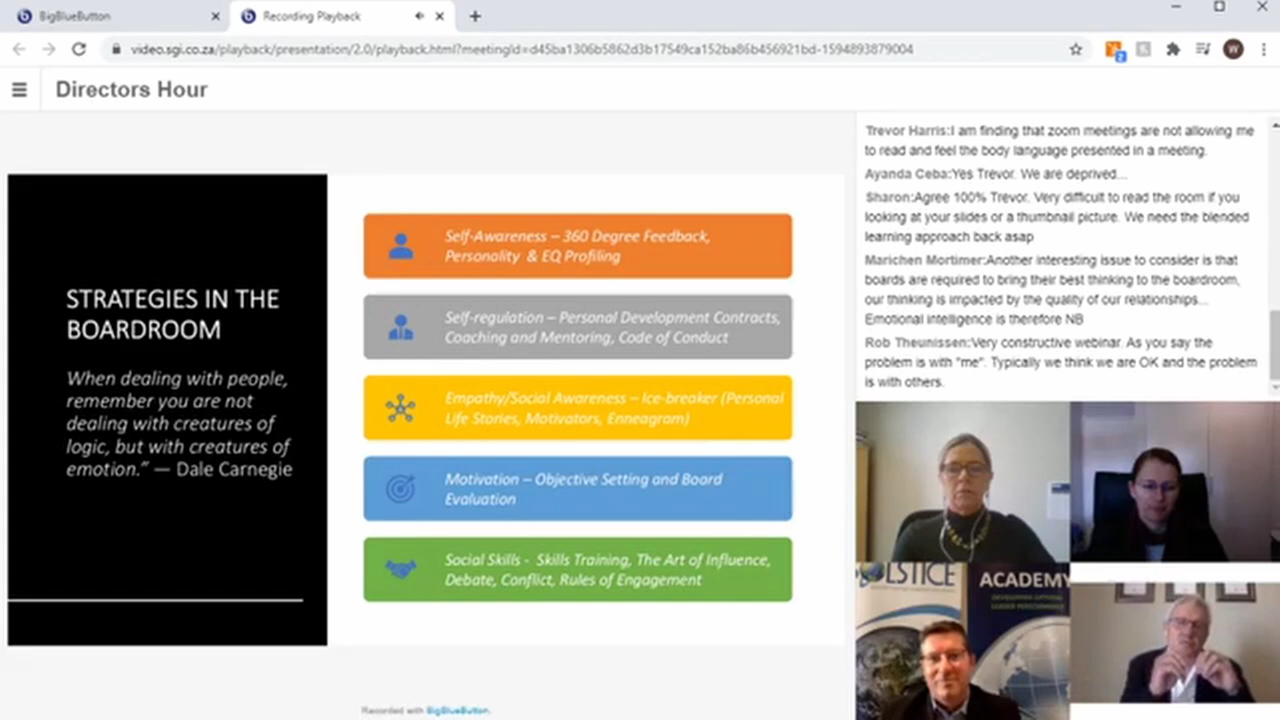 BigBlueButton
Recording Playback
video.sgi.co.za/playback/presentation/2.0/playback.html?meetingId=d45ba1306b5862d3b17549ca152ba86b456921bd-1594893879004
2
W
Directors Hour
STRATEGIES IN THE
BOARDROOM
When dealing with people,
remember you are not
dealing with creatures of
logic, but with creatures of
emotion.” — Dale Carnegie
Self-Awareness – 360 Degree Feedback,
Personality & EQ Profiling
Self-regulation – Personal Development Contracts,
Coaching and Mentoring, Code of Conduct
Empathy/Social Awareness – Ice-breaker (Personal
Life Stories, Motivators, Enneagram)
Motivation – Objective Setting and Board
Evaluation
Social Skills - Skills Training, The Art of Influence,
Debate, Conflict, Rules of Engagement
Recorded with BigBlueButton.
Trevor Harris:I am finding that zoom meetings are not allowing me
to read and feel the body language presented in a meeting.
Ayanda Ceba:Yes Trevor. We are deprived...
Sharon:Agree 100% Trevor. Very difficult to read the room if you
looking at your slides or a thumbnail picture. We need the blended
learning approach back asap
Marichen Mortimer:Another interesting issue to consider is that
boards are required to bring their best thinking to the boardroom,
our thinking is impacted by the quality of our relationships...
Emotional intelligence is therefore NB
Rob Theunissen:Very constructive webinar. As you say the
problem is with "me". Typically we think we are OK and the problem
is with others.
OLSTICE
ACADEMY